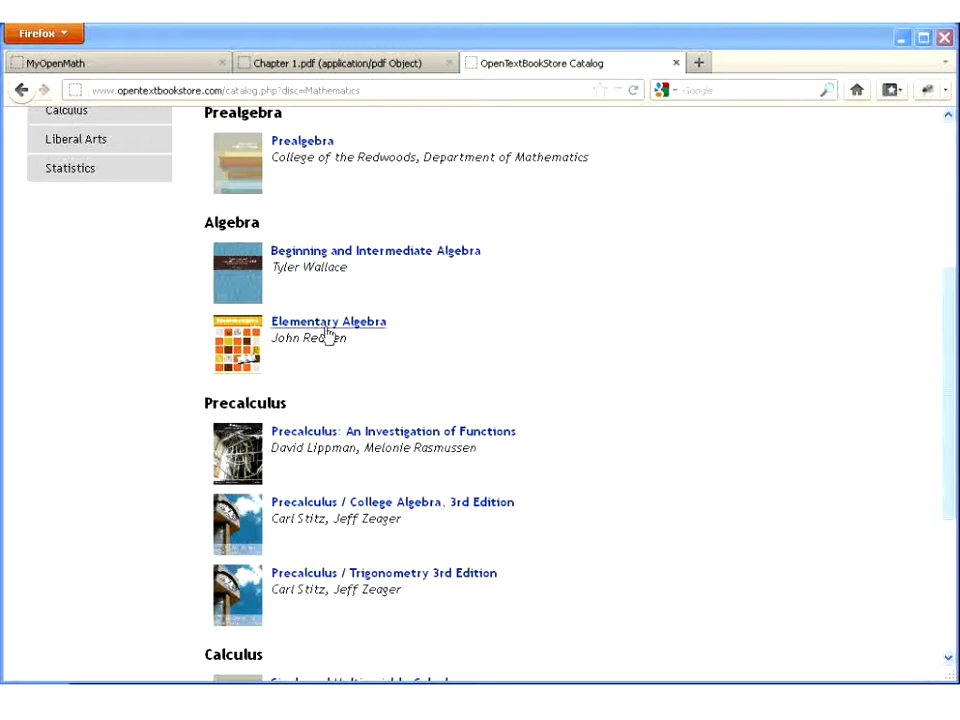 Firefox
MyOpenMath
Chapter 1.pdf (application/pdf Object)
OpenTextBookStore Catalog
www.opentextbookstore.com/catalog.php?disc=Mathematics
Google
Calculus
Liberal Arts
Statistics
Prealgebra
Prealgebra
College of the Redwoods, Department of Mathematics
Algebra
Beginning and Intermediate Algebra
Tyler Wallace
Elementary Algebra
John
Precalculus
Precalculus: An Investigation of Functions
David Lippman, Melonie Rasmussen
Precalculus / College Algebra, 3rd Edition
Carl Stitz, Jeff Zeager
Precalculus / Trigonometry 3rd Edition
Carl Stitz, Jeff Zeager
Calculus